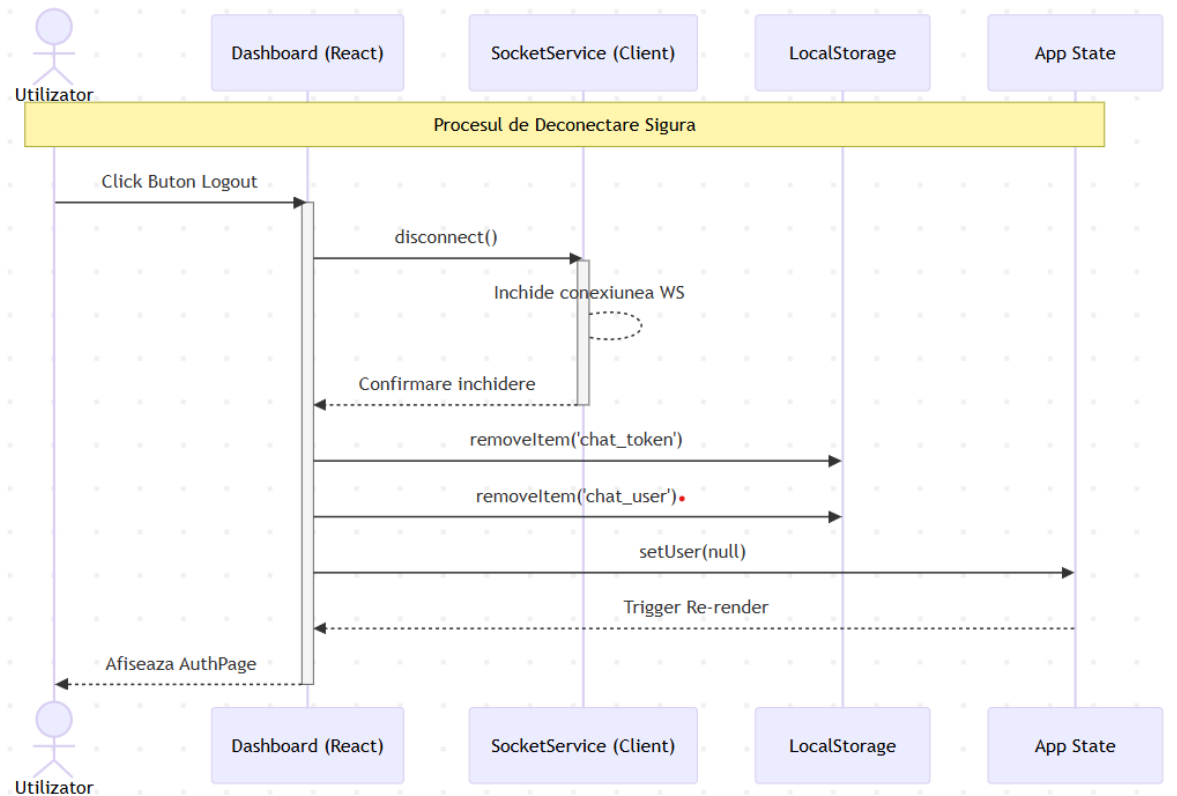 Dashboard (React)
SocketService (Client)
LocalStorage
App State
Utilizator
Procesul de Deconectare Sigura
Click Buton Logout
disconnect()
Inchide conexiunea WS
Confirmare inchidere
removeItem('chat_token')
removeItem('chat_user')
setUser(null)
Trigger Re-render
Afiseaza AuthPage
Dashboard (React)
SocketService (Client)
LocalStorage
App State
Utilizator